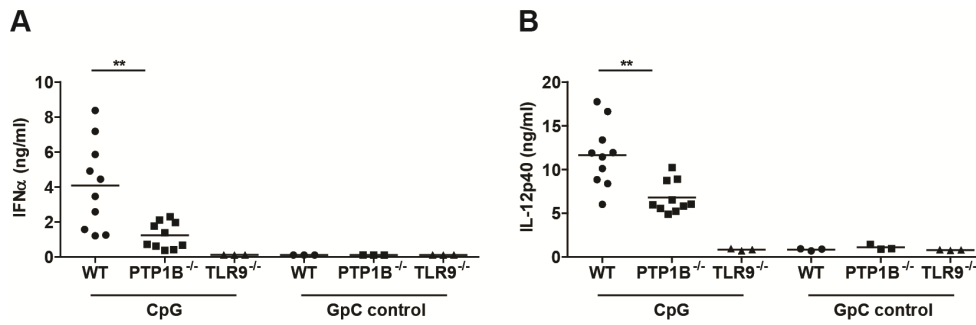 A
**
IFNα (ng/ml)
10
8
6
4
2
0
WT PTP1B-/- TLR9-/- WT PTP1B-/- TLR9-/-
CpG GpC control
B
**
IL-12p40 (ng/ml)
20
15
10
5
0
WT PTP1B-/- TLR9-/- WT PTP1B-/- TLR9-/-
CpG GpC control